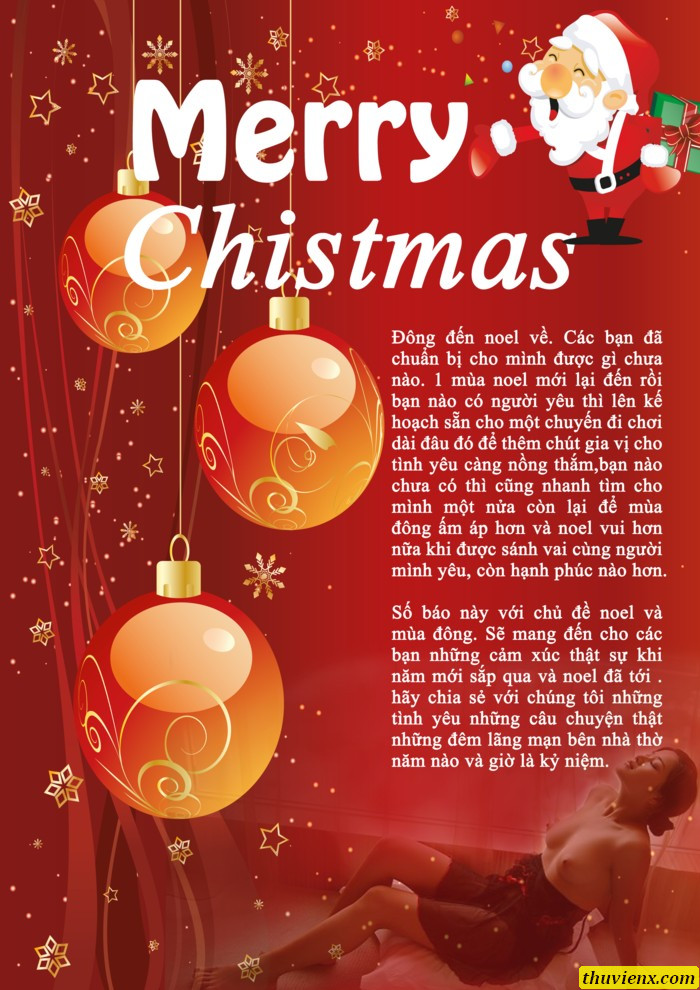 Merry
Chistmas
Đông đến noel về. Các bạn đã
chuẩn bị cho mình được gì chưa
nào. 1 mùa noel mới lại đến rồi
bạn nào có người yêu thì lên kế
hoạch sẵn cho một chuyến đi chơi
dài đâu đó để thêm chút gia vị cho
tình yêu càng nồng thắm,bạn nào
chưa có thì cũng nhanh tìm cho
mình một nửa còn lại để mùa
đông ấm áp hơn và noel vui hơn
nữa khi được sánh vai cùng người
mình yêu, còn hạnh phúc nào hơn.
Số báo này với chủ đề noel và
mùa đông. Sẽ mang đến cho các
bạn những cảm xúc thật sự khi
năm mới sắp qua và noel đã tới .
hãy chia sẻ với chúng tôi những
tình yêu những câu chuyện thật
những đêm lãng mạn bên nhà thờ
năm nào và giờ là kỷ niệm.
thuvienx.com